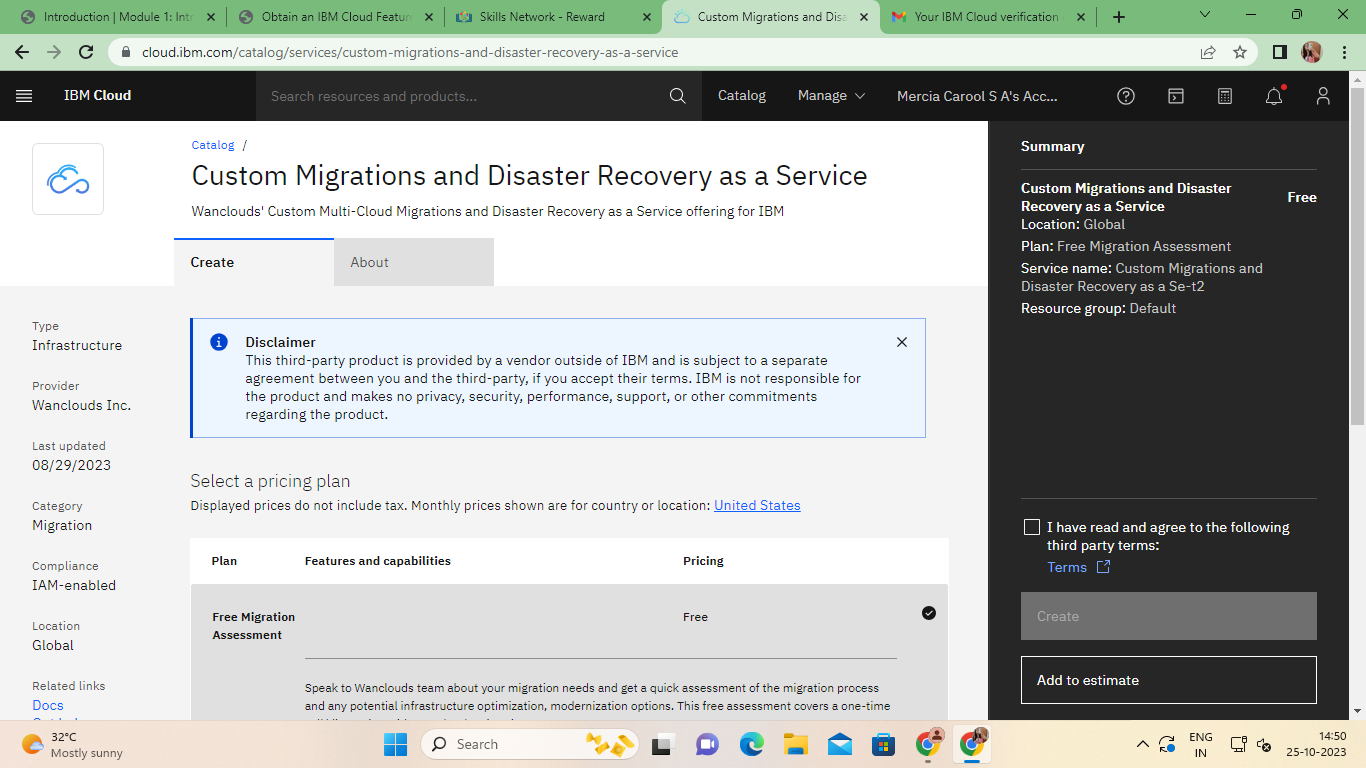 Introduction | Module 1: Intr
Obtain an IBM Cloud Featur
Skills Network - Reward
Custom Migrations and Disa
Your IBM Cloud verification
cloud.ibm.com/catalog/services/custom-migrations-and-disaster-recovery-as-a-service
IBM Cloud
Search resources and products...
Catalog
Manage
Mercia Carool S A's Acc...
Catalog /
Custom Migrations and Disaster Recovery as a Service
Wanclouds' Custom Multi-Cloud Migrations and Disaster Recovery as a Service offering for IBM
Create
About
Type
Infrastructure
Provider
Wanclouds Inc.
Last updated
08/29/2023
Category
Migration
Compliance
IAM-enabled
Location
Global
Related links
Docs
Disclaimer
This third-party product is provided by a vendor outside of IBM and is subject to a separate
agreement between you and the third-party, if you accept their terms. IBM is not responsible for
the product and makes no privacy, security, performance, support, or other commitments
regarding the product.
Select a pricing plan
Displayed prices do not include tax. Monthly prices shown are for country or location: United States
Plan
Features and capabilities
Pricing
Free Migration
Assessment
Free
Speak to Wanclouds team about your migration needs and get a quick assessment of the migration process
and any potential infrastructure optimization, modernization options. This free assessment covers a one-time
Summary
Custom Migrations and Disaster
Recovery as a Service
Free
Location: Global
Plan: Free Migration Assessment
Service name: Custom Migrations and
Disaster Recovery as a Se-t2
Resource group: Default
I have read and agree to the following
third party terms:
Terms
Create
Add to estimate
32°C
Mostly sunny
Search
ENG
IN
14:50
25-10-2023